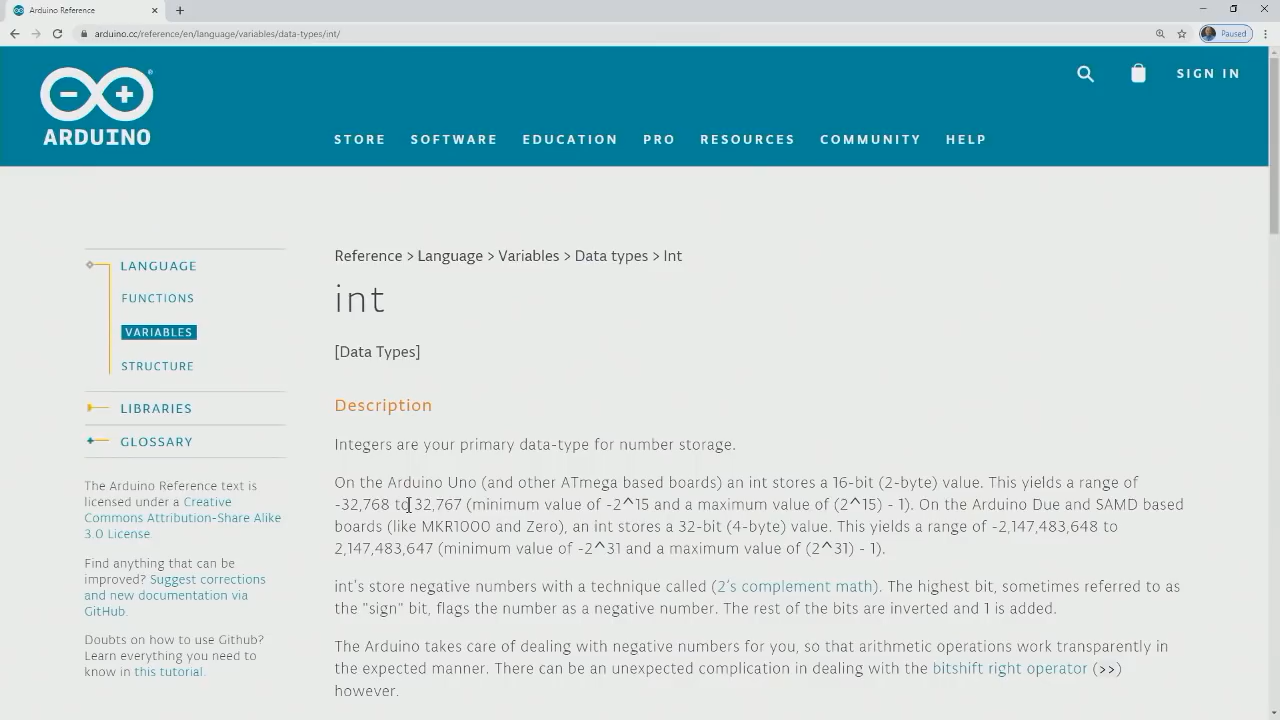 Arduino Reference
arduino.cc/reference/en/language/variables/data-types/int/
Paused
ARDUINO
SIGN IN
STORE SOFTWARE EDUCATION PRO RESOURCES COMMUNITY HELP
LANGUAGE
FUNCTIONS
VARIABLES
STRUCTURE
LIBRARIES
GLOSSARY
The Arduino Reference text is
licensed under a Creative
Commons Attribution-Share Alike
3.0 License.
Find anything that can be
improved? Suggest corrections
and new documentation via
GitHub.
Doubts on how to use Github?
Learn everything you need to
know in this tutorial.
Reference > Language > Variables > Data types > Int
int
[Data Types]
Description
Integers are your primary data-type for number storage.
On the Arduino Uno (and other ATmega based boards) an int stores a 16-bit (2-byte) value. This yields a range of
-32,768 to 32,767 (minimum value of -2^15 and a maximum value of (2^15) - 1). On the Arduino Due and SAMD based
boards (like MKR1000 and Zero), an int stores a 32-bit (4-byte) value. This yields a range of -2,147,483,648 to
2,147,483,647 (minimum value of -2^31 and a maximum value of (2^31) - 1).
int's store negative numbers with a technique called (2's complement math). The highest bit, sometimes referred to as
the "sign" bit, flags the number as a negative number. The rest of the bits are inverted and 1 is added.
The Arduino takes care of dealing with negative numbers for you, so that arithmetic operations work transparently in
the expected manner. There can be an unexpected complication in dealing with the bitshift right operator (>>)
however.